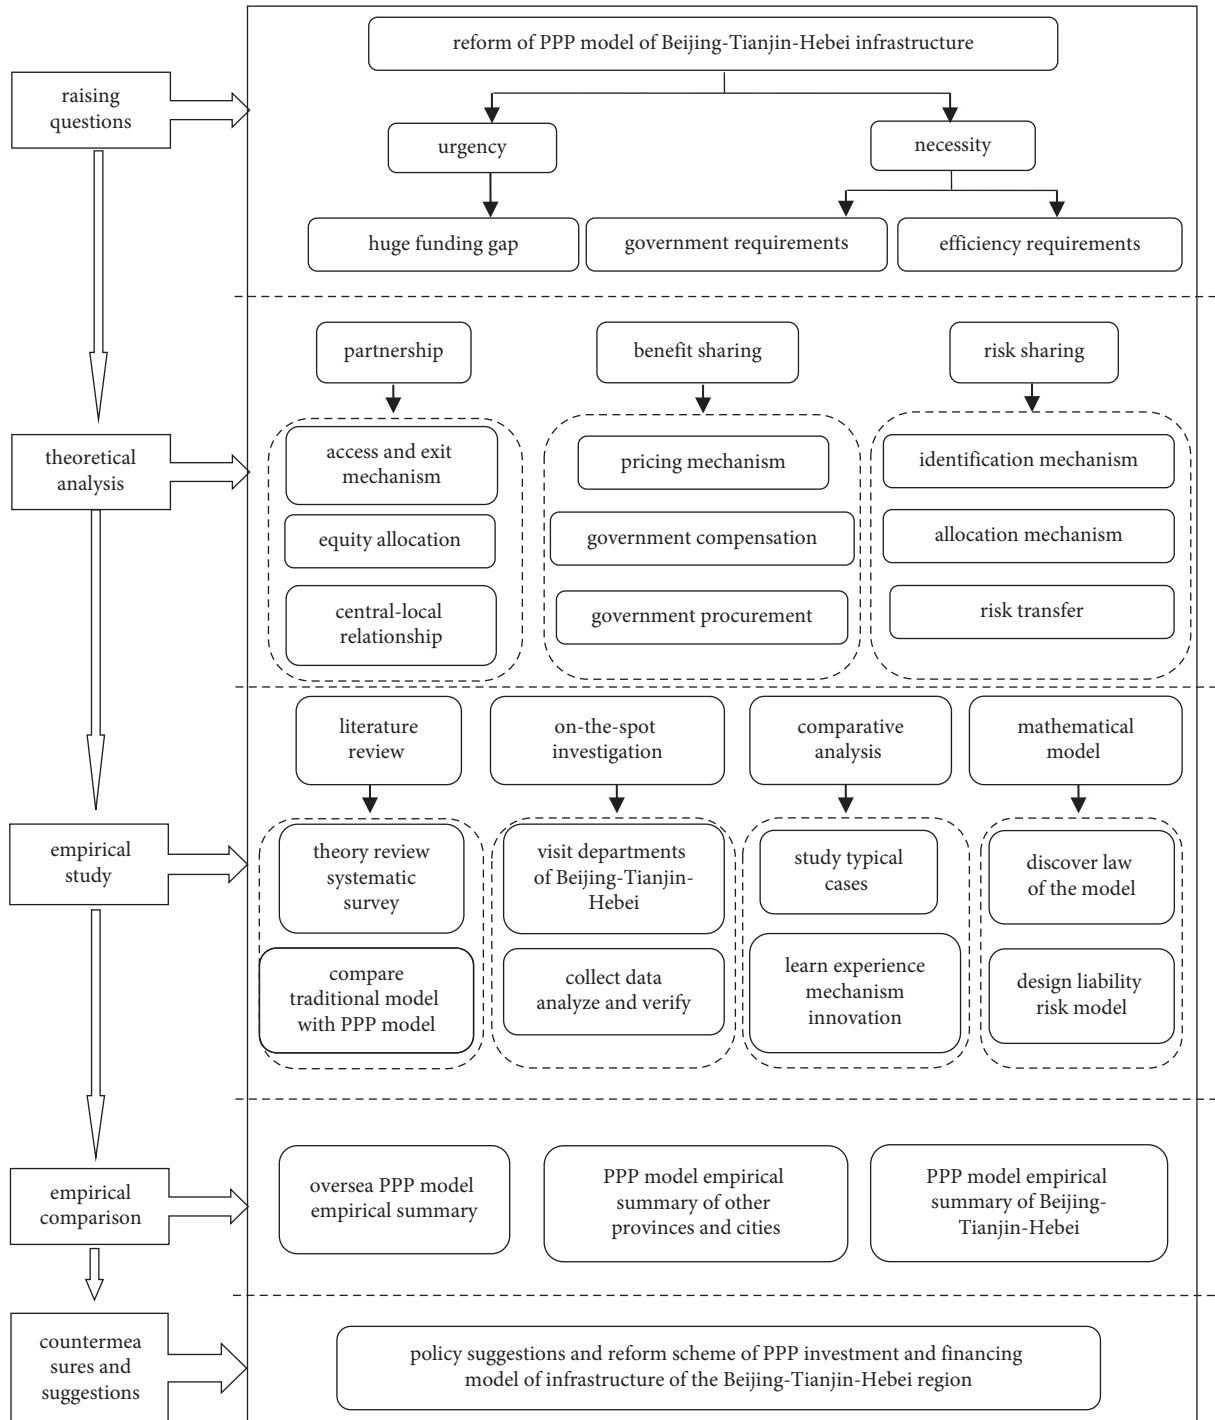 reform of PPP model of Beijing-Tianjin-Hebei infrastructure
raising
questions
urgency
necessity
huge funding gap
government requirements
efficiency requirements
partnership
benefit sharing
risk sharing
theoretical
analysis
access and exit
mechanism
equity allocation
central-local
relationship
pricing mechanism
government compensation
government procurement
identification mechanism
allocation mechanism
risk transfer
literature
review
on-the-spot
investigation
comparative
analysis
mathematical
model
empirical
study
theory review
systematic
survey
compare
traditional model
with PPP model
visit departments
of Beijing-Tianjin-
Hebei
collect data
analyze and verify
study typical
cases
learn experience
mechanism
innovation
discover law
of the model
design liability
risk model
empirical
comparison
oversea PPP model
empirical summary
PPP model empirical
summary of other
provinces and cities
PPP model empirical
summary of Beijing-
Tianjin-Hebei
countermea
sures and
suggestions
policy suggestions and reform scheme of PPP investment and financing
model of infrastructure of the Beijing-Tianjin-Hebei region